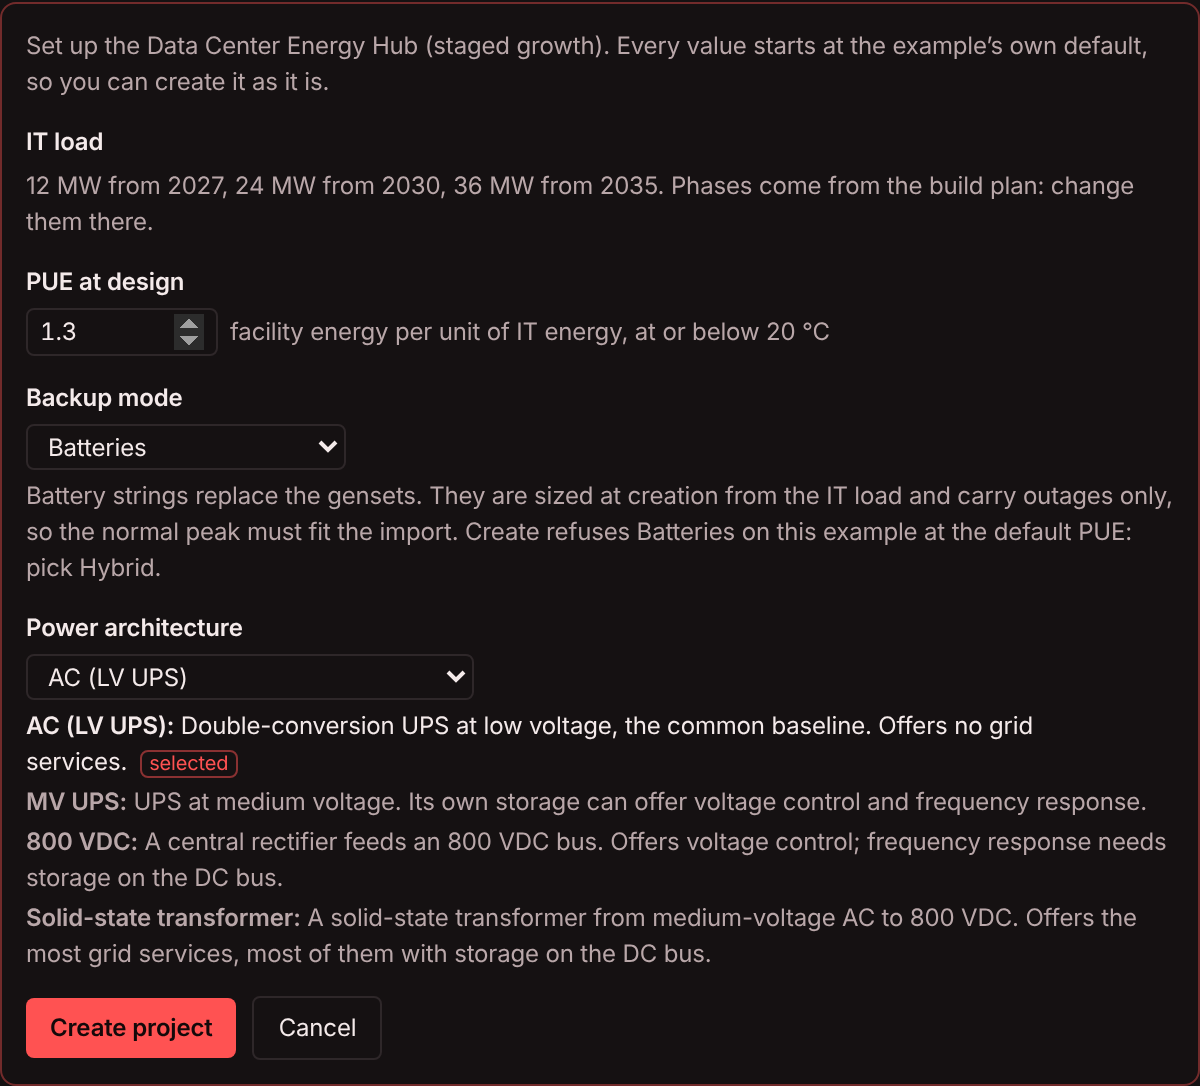 Set up the Data Center Energy Hub (staged growth). Every value starts at the example’s own default,
so you can create it as it is.
IT load
12 MW from 2027, 24 MW from 2030, 36 MW from 2035. Phases come from the build plan: change
them there.
PUE at design
1.3 facility energy per unit of IT energy, at or below 20 °C
Backup mode
Batteries
Battery strings replace the gensets. They are sized at creation from the IT load and carry outages only,
so the normal peak must fit the import. Create refuses Batteries on this example at the default PUE:
pick Hybrid.
Power architecture
AC (LV UPS)
AC (LV UPS): Double-conversion UPS at low voltage, the common baseline. Offers no grid
services. selected
MV UPS: UPS at medium voltage. Its own storage can offer voltage control and frequency response.
800 VDC: A central rectifier feeds an 800 VDC bus. Offers voltage control; frequency response needs
storage on the DC bus.
Solid-state transformer: A solid-state transformer from medium-voltage AC to 800 VDC. Offers the
most grid services, most of them with storage on the DC bus.
Create project Cancel